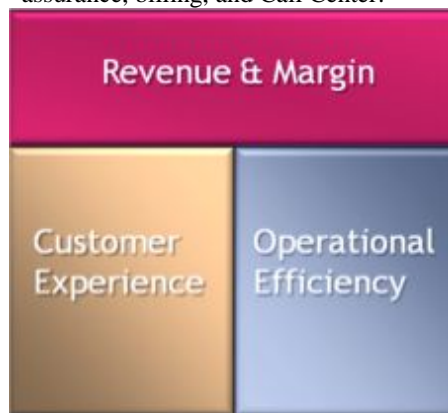 assurance, billing, and Call Center.
Revenue & Margin
Customer
Experience
Operational
Efficiency